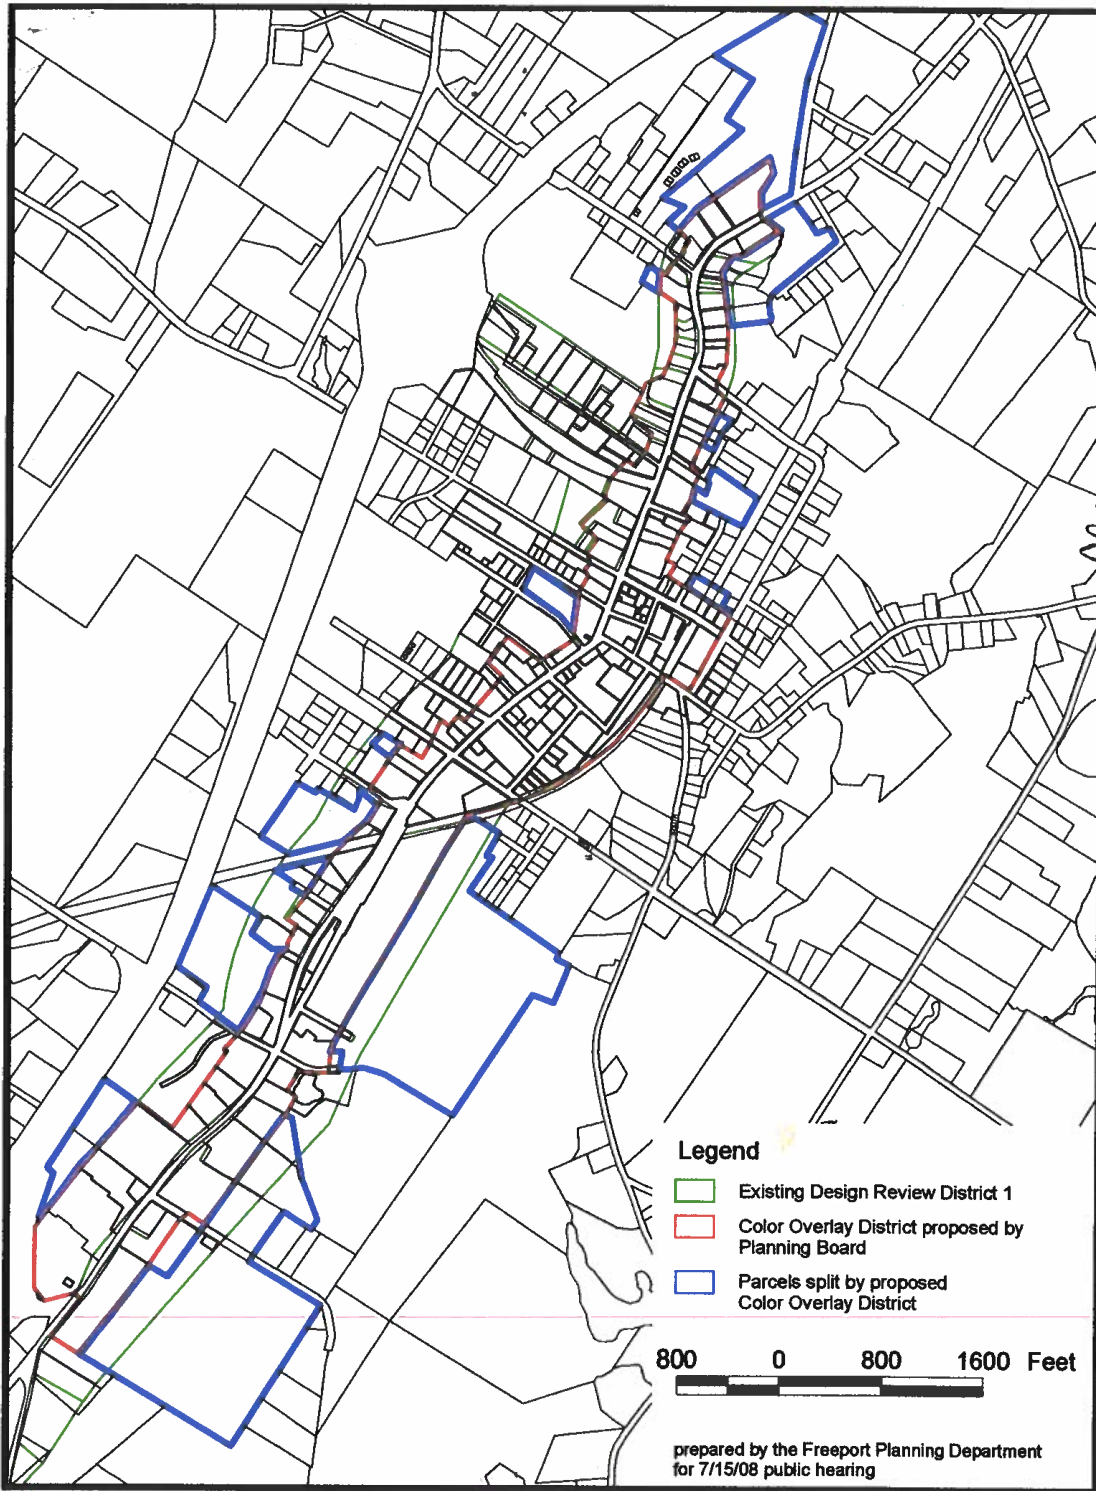 Legend
Existing Design Review District 1
Color Overlay District proposed by
Planning Board
Parcels split by proposed
Color Overlay District
800 0 800 1600 Feet
prepared by the Freeport Planning Department
for 7/15/08 public hearing